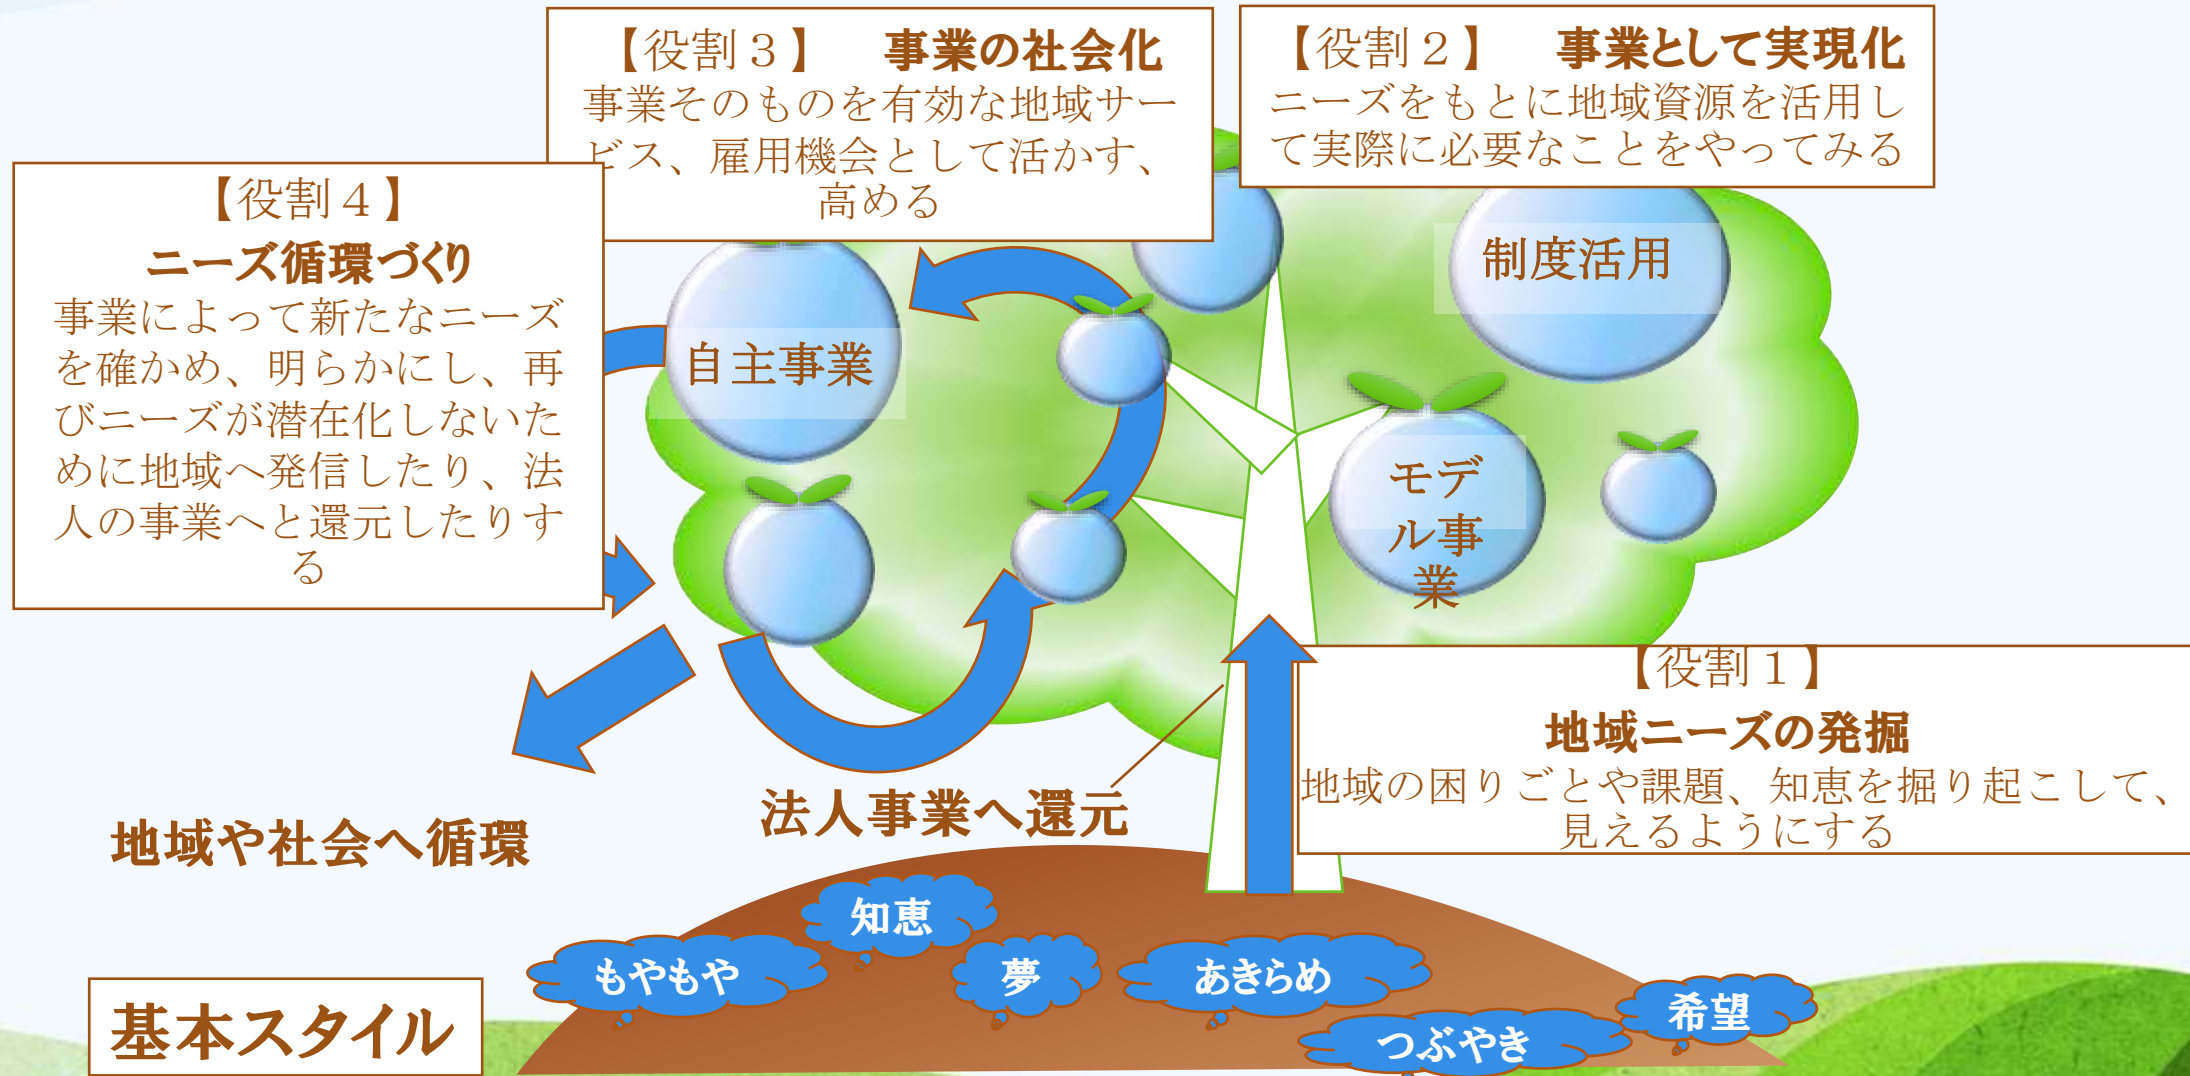 【役割３】　事業の社会化
事業そのものを有効な地域サー
ビス、雇用機会として活かす、
高める
【役割２】　事業として実現化
ニーズをもとに地域資源を活用し
て実際に必要なことをやってみる
【役割４】
ニーズ循環づくり
事業によって新たなニーズ
を確かめ、明らかにし、再
びニーズが潜在化しないた
めに地域へ発信したり、法
人の事業へと還元したりす
る
制度活用
自主事業
モデ
ル事
業
【役割１】
地域ニーズの発掘
地域の困りごとや課題、知恵を掘り起こして、
見えるようにする
法人事業へ還元
地域や社会へ循環
知恵
もやもや
夢
あきらめ
希望
つぶやき
基本スタイル